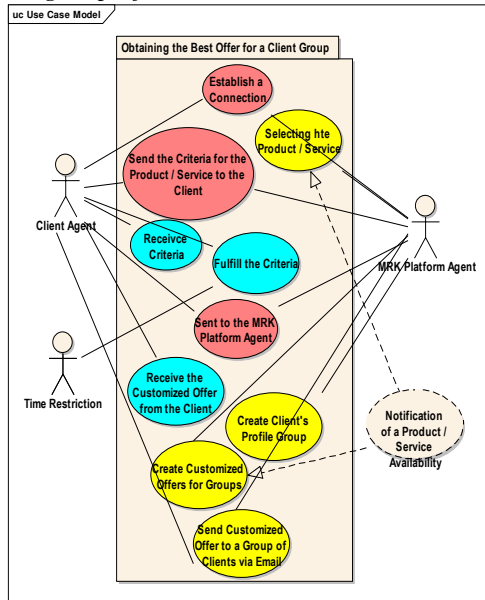 uc Use Case Model
Obtaining the Best Offer for a Client Group
Establish a
Connection
Selecting hte
Product / Service
Send the Criteria for the
Product / Service to the
Client
Client Agent
MRK Platform Agent
Receivce
Criteria
Fulfill the Criteria
Sent to the MRK
Platform Agent
Time Restriction
Receive the
Customized Offer
from the Client
Create Client's
Profile Group
Notification
of a Product /
Service
Availability
Create Customized
Offers for Groups
Send Customized
Offer to a Group of
Clients via Email